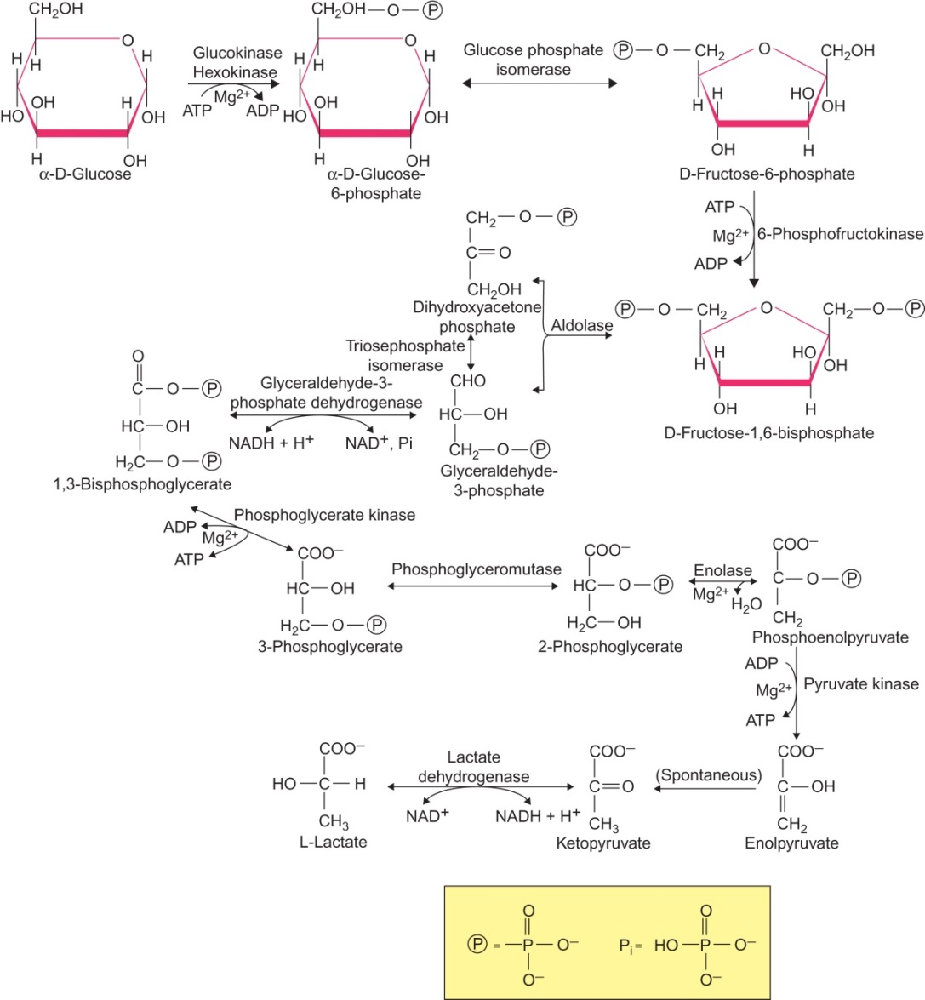 CH2OH
O
H
H
H
HO
OH
H
OH
H
OH
α-D-Glucose
Glucokinase
Hexokinase
Mg2+
ATP
ADP
CH2OH—O—Ⓟ
O
H
H
H
HO
OH
OH
H
OH
α-D-Glucose-
6-phosphate
Glucose phosphate
isomerase
Ⓟ—O—CH2
O
CH2OH
H
H
HO
OH
OH
H
D-Fructose-6-phosphate
ATP
Mg2+
6-Phosphofructokinase
ADP
CH2—O—Ⓟ
C=O
CH2OH
Dihydroxyacetone
phosphate
Aldolase
Ⓟ—O—CH2
O
CH2—O—Ⓟ
H
H
HO
OH
OH
H
D-Fructose-1,6-bisphosphate
Triosephosphate
isomerase
CHO
HC—OH
CH2—O—Ⓟ
Glyceraldehyde-
3-phosphate
Glyceraldehyde-3-
phosphate dehydrogenase
NADH + H+
NAD+, Pi
O
C—O—Ⓟ
HC—OH
H2C—O—Ⓟ
1,3-Bisphosphoglycerate
Phosphoglycerate kinase
ADP
Mg2+
ATP
COO−
HC—OH
H2C—O—Ⓟ
3-Phosphoglycerate
Phosphoglyceromutase
COO−
HC—O—Ⓟ
H2C—OH
2-Phosphoglycerate
Enolase
Mg2+
H2O
COO−
C—O—Ⓟ
CH2
Phosphoenolpyruvate
ADP
Mg2+
Pyruvate kinase
ATP
COO−
C—OH
CH2
Enolpyruvate
(Spontaneous)
COO−
C=O
CH3
Ketopyruvate
Lactate
dehydrogenase
NAD+
NADH + H+
COO−
HO—C—H
CH3
L-Lactate
O
Ⓟ = —P—O−
O−
O
Pi= HO—P—O−
O−